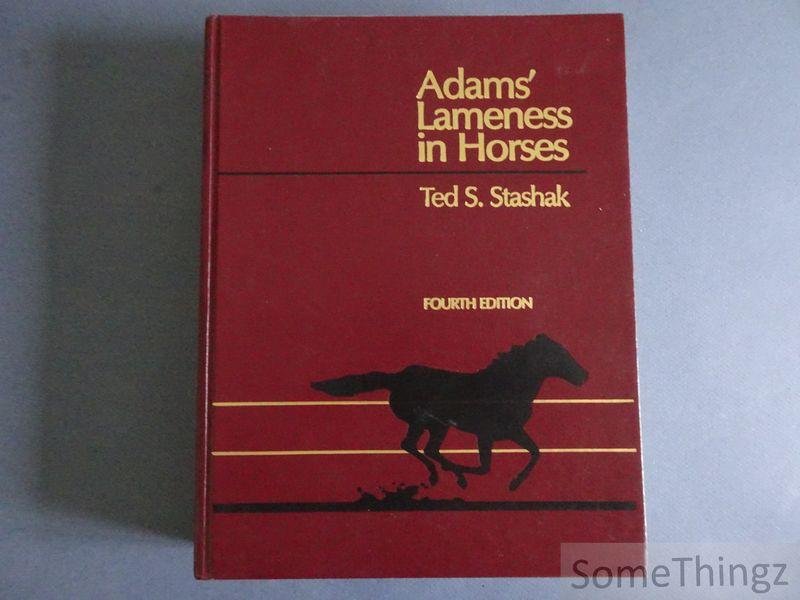 Adams'
Lameness
in Horses
Ted S. Stashak
FOURTH EDITION
SomeThingz